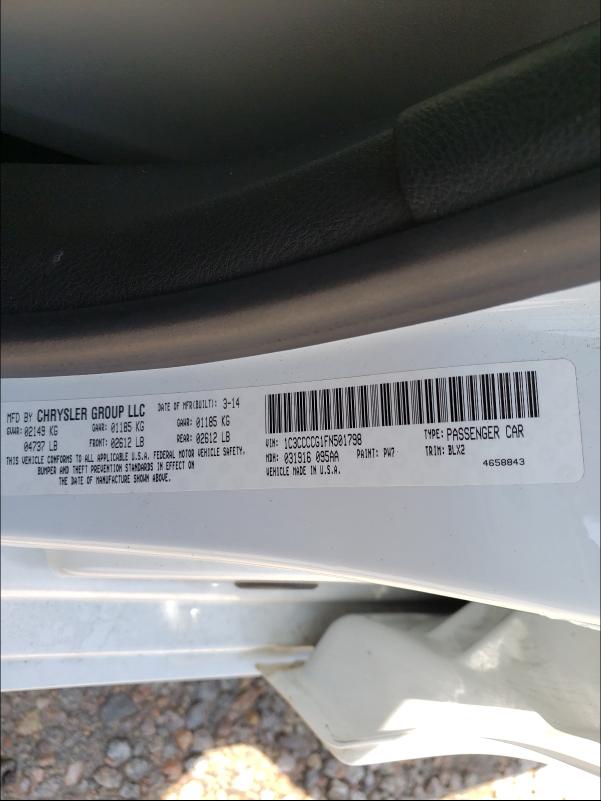 MFD BY CHRYSLER GROUP LLC DATE OF MFR(BUILT): 3-14
GVWR: 02149 KG GAWR: 01185 KG GAWR: 01185 KG
04737 LB FRONT: 02612 LB REAR: 02612 LB
THIS VEHICLE CONFORMS TO ALL APPLICABLE U.S.A. FEDERAL MOTOR VEHICLE SAFETY,
BUMPER AND THEFT PREVENTION STANDARDS IN EFFECT ON
THE DATE OF MANUFACTURE SHOWN ABOVE.
VIN: 1C3CCCCG1FN501798 TYPE: PASSENGER CAR
MDH: 031916 095AA PAINT: PW7 TRIM: BLX2
VEHICLE MADE IN U.S.A. 4658843